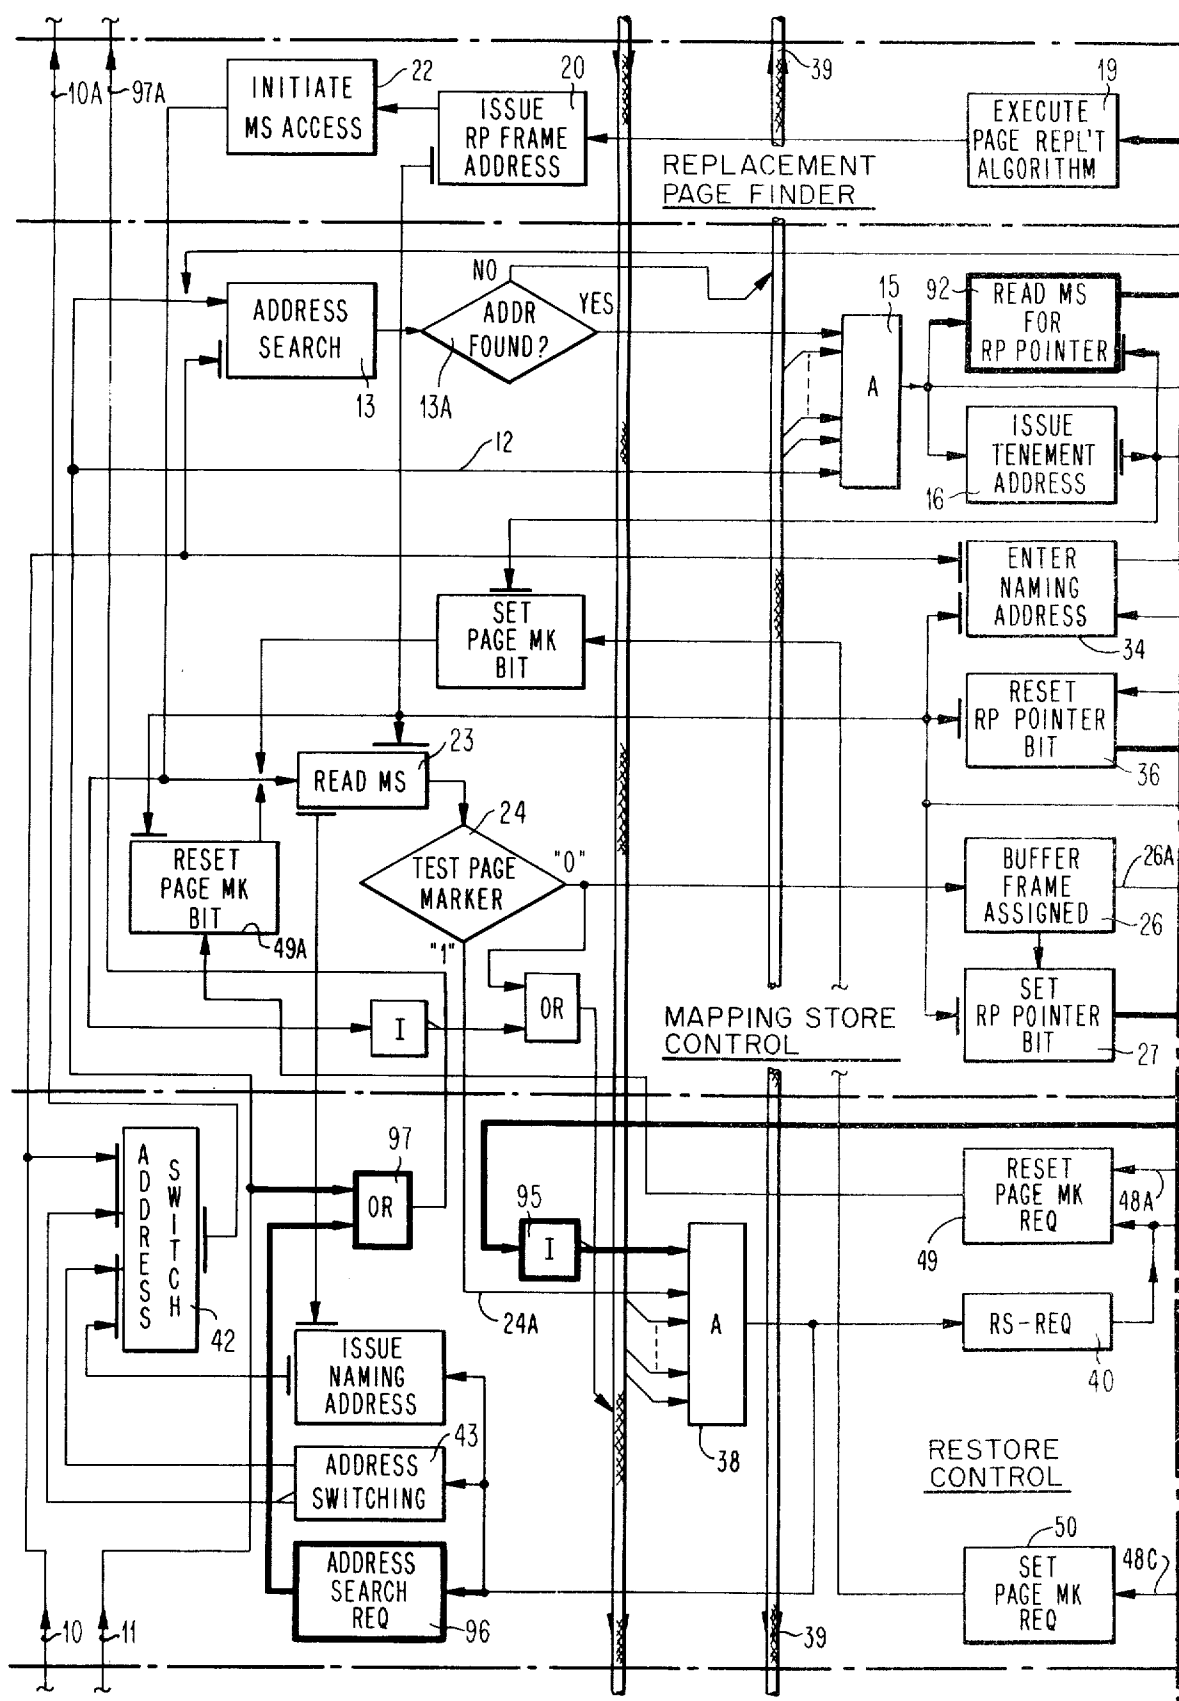 10A
97A
22
INITIATE
MS ACCESS
20
ISSUE
RP FRAME
ADDRESS
39
19
EXECUTE
PAGE REPL'T
ALGORITHM
REPLACEMENT
PAGE FINDER
NO
YES
ADDRESS
SEARCH
13
ADDR
FOUND?
13A
15
A
92
READ MS
FOR
RP POINTER
12
ISSUE
TENEMENT
ADDRESS
16
ENTER
NAMING
ADDRESS
34
SET
PAGE MK
BIT
RESET
RP POINTER
BIT
36
23
READ MS
24
TEST PAGE
MARKER
"0"
"1"
RESET
PAGE MK
BIT
49A
BUFFER
FRAME
ASSIGNED
26A
26
I
OR
SET
RP POINTER
BIT
27
MAPPING STORE
CONTROL
ADDRESS
SWITCH
42
97
OR
95
I
24A
A
38
RESET
PAGE MK
REQ
48A
49
RS-REQ
40
ISSUE
NAMING
ADDRESS
43
ADDRESS
SWITCHING
RESTORE
CONTROL
ADDRESS
SEARCH
REQ
96
50
SET
PAGE MK
REQ
48C
10
11
39